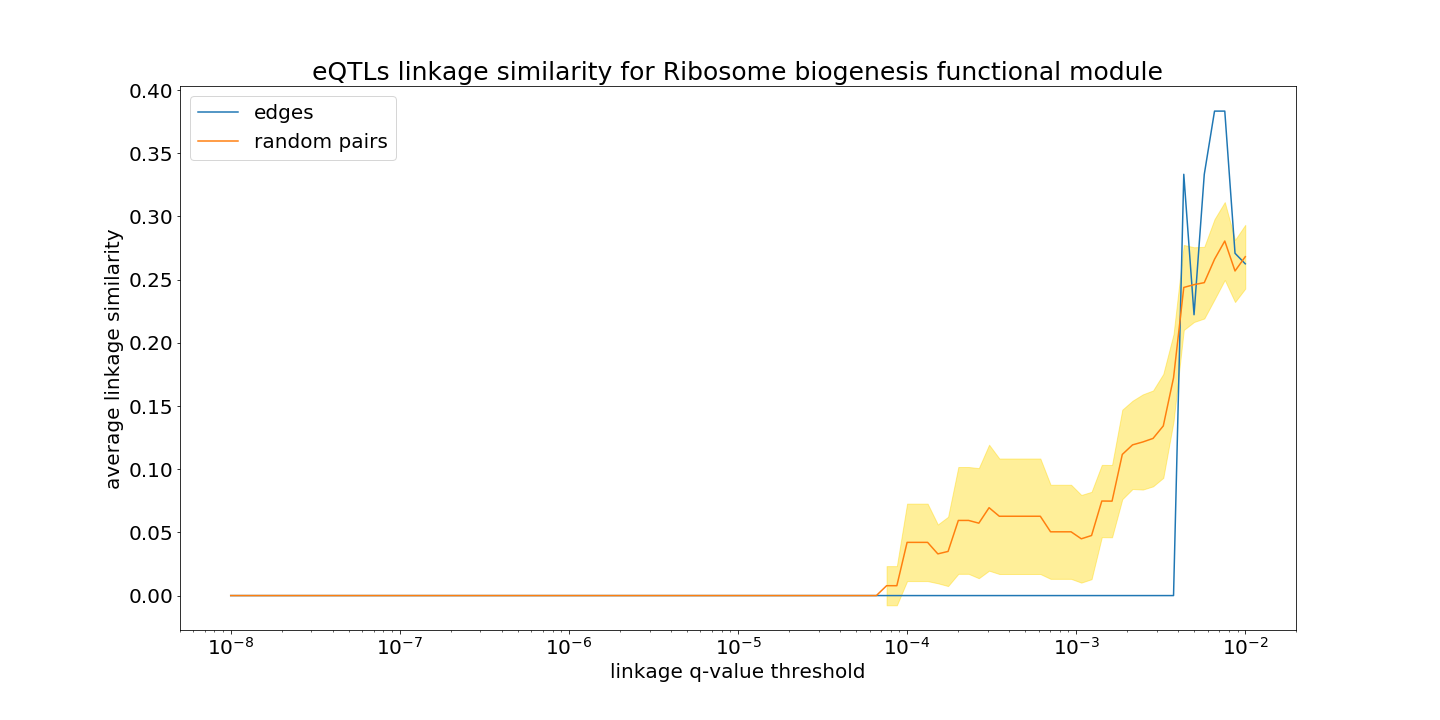 eQTLs linkage similarity for Ribosome biogenesis functional module
edges
random pairs
average linkage similarity
0.40
0.35
0.30
0.25
0.20
0.15
0.10
0.05
0.00
10⁻⁸ 10⁻⁷ 10⁻⁶ 10⁻⁵ 10⁻⁴ 10⁻³ 10⁻²
linkage q-value threshold